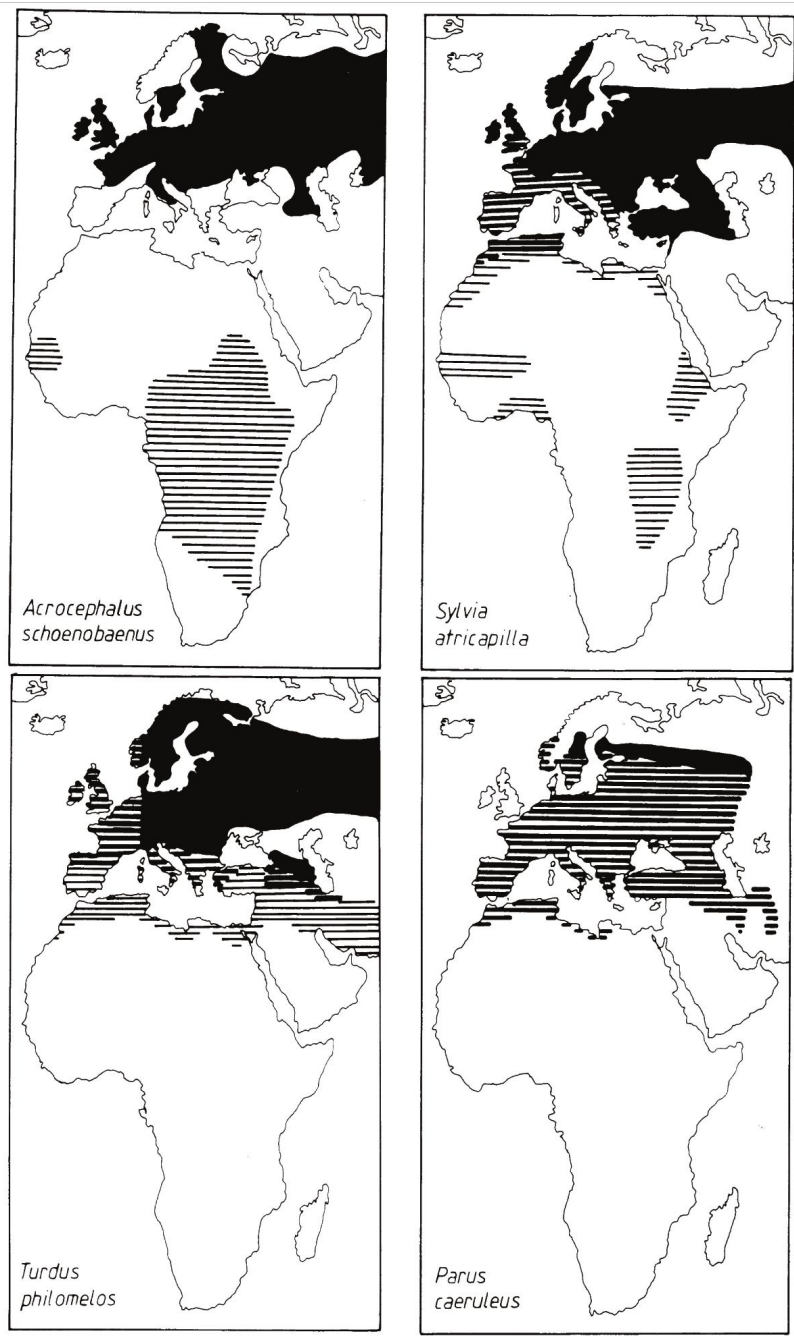 Acrocephalus
schoenobaenus
Sylvia
atricapilla
Turdus
philomelos
Parus
caeruleus